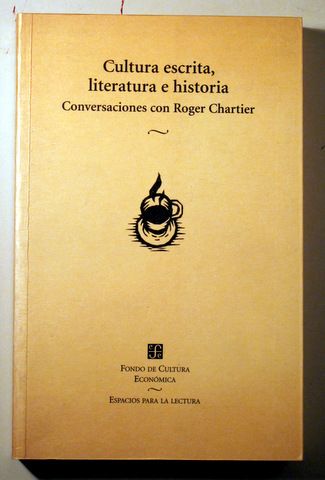 Cultura escrita,
literatura e historia
Conversaciones con Roger Chartier
FONDO DE CULTURA
ECONÓMICA
ESPACIOS PARA LA LECTURA